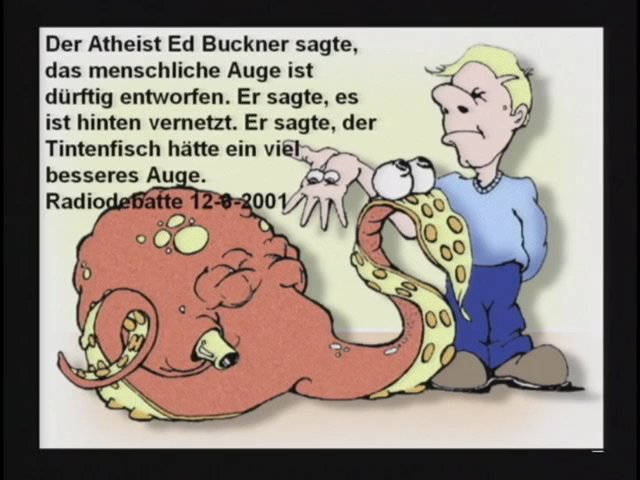 Der Atheist Ed Buckner sagte,
das menschliche Auge ist
dürftig entworfen. Er sagte, es
ist hinten vernetzt. Er sagte, der
Tintenfisch hätte ein viel
besseres Auge.
Radiodebatte 12-8-2001